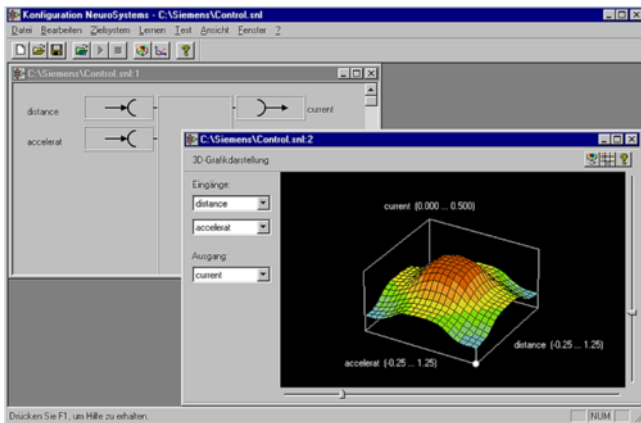 Konfiguration NeuroSystems - C:\Siemens\Control.snl
Datei Bearbeiten Zielsystem Lernen Test Ansicht Fenster ?
C:\Siemens\Control.snl:1
distance
current
accelerat
C:\Siemens\Control.snl:2
3D-Grafikdarstellung
Eingänge:
distance
accelerat
Ausgang:
current
current (0.000 ... 0.500)
distance (-0.25 ... 1.25)
accelerat (-0.25 ... 1.25)
Drücken Sie F1, um Hilfe zu erhalten.
NUM